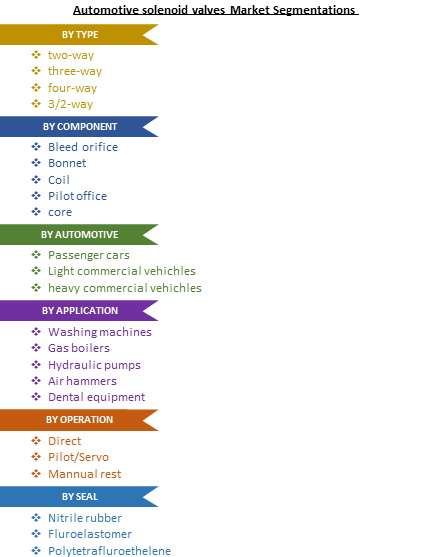 Automotive solenoid valves Market Segmentations
BY TYPE
two-way
three-way
four-way
3/2-way
BY COMPONENT
Bleed orifice
Bonnet
Coil
Pilot office
core
BY AUTOMOTIVE
Passenger cars
Light commercial vehichles
heavy commercial vehichles
BY APPLICATION
Washing machines
Gas boilers
Hydraulic pumps
Air hammers
Dental equipment
BY OPERATION
Direct
Pilot/Servo
Mannual rest
BY SEAL
Nitrile rubber
Fluroelastomer
Polytetrafluroethelene